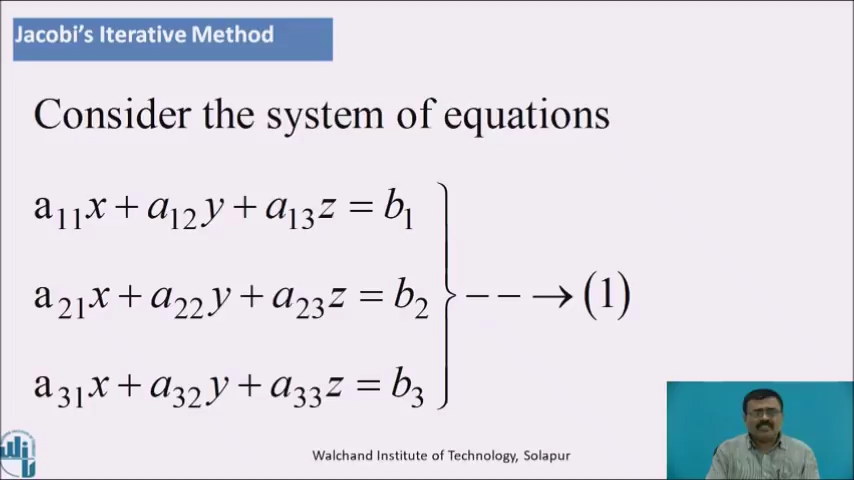 Jacobi's Iterative Method
Consider the system of equations
a₁₁x + a₁₂y + a₁₃z = b₁
a₂₁x + a₂₂y + a₂₃z = b₂ } − − → (1)
a₃₁x + a₃₂y + a₃₃z = b₃
Walchand Institute of Technology, Solapur